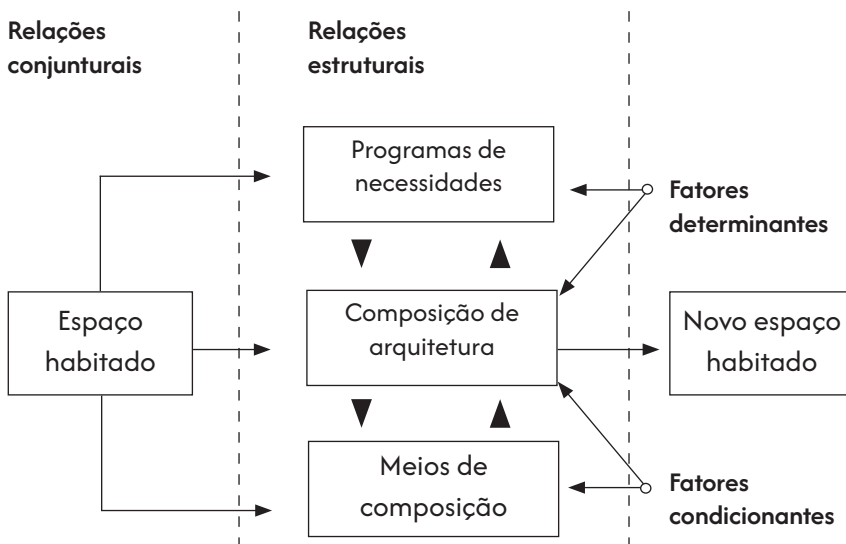 Relações
conjunturais
Relações
estruturais
Programas de
necessidades
Fatores
determinantes
Espaço
habitado
Composição de
arquitetura
Novo espaço
habitado
Meios de
composição
Fatores
condicionantes